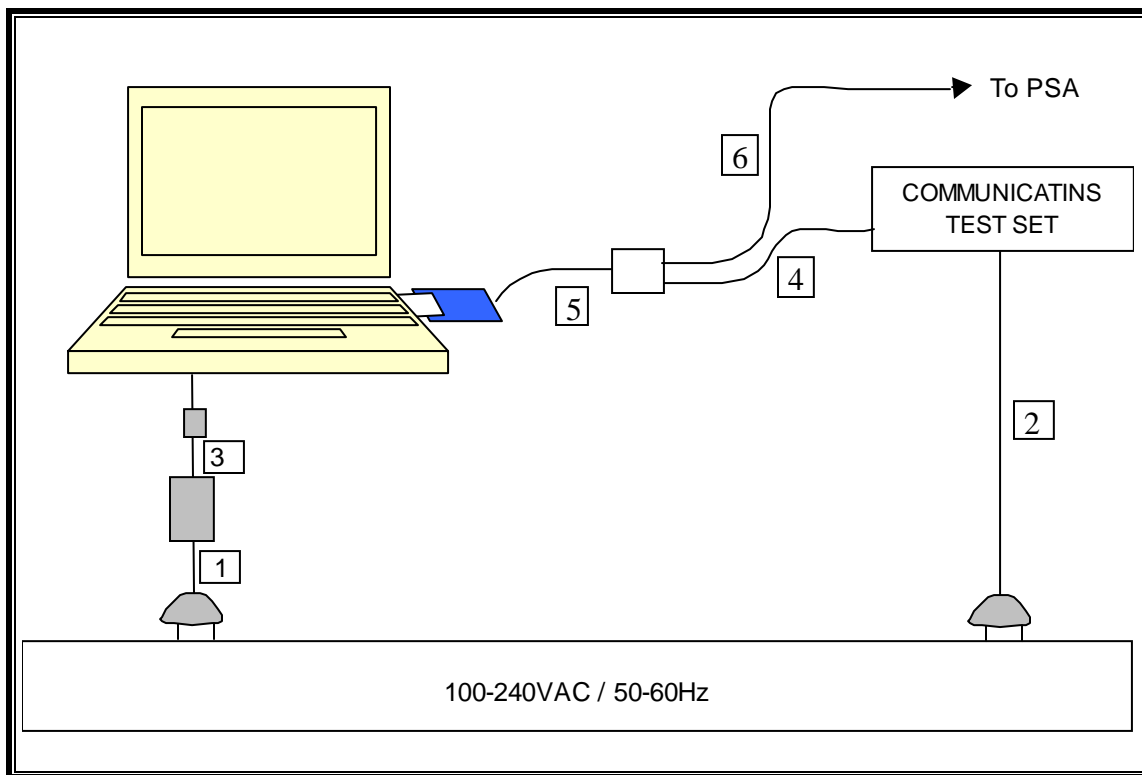 To PSA
6
COMMUNICATINS
TEST SET
5
4
2
3
1
100-240VAC / 50-60Hz